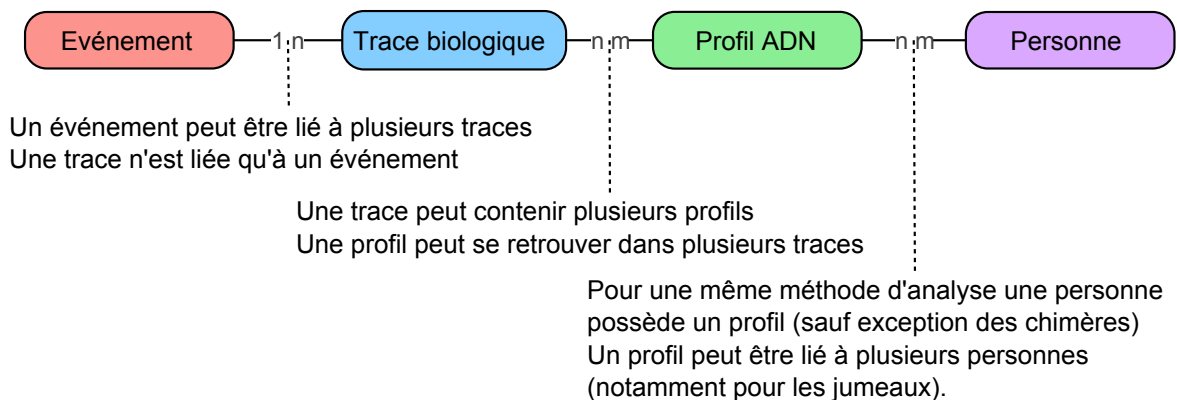 Evénement 1 n Trace biologique n m Profil ADN n m Personne
Un événement peut être lié à plusieurs traces
Une trace n'est liée qu'à un événement
Une trace peut contenir plusieurs profils
Une profil peut se retrouver dans plusieurs traces
Pour une même méthode d'analyse une personne
possède un profil (sauf exception des chimères)
Un profil peut être lié à plusieurs personnes
(notamment pour les jumeaux).